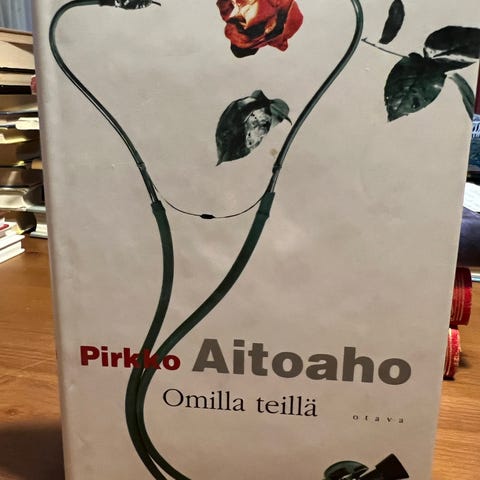 Pirkko Aitoaho
Omilla teillä
otava